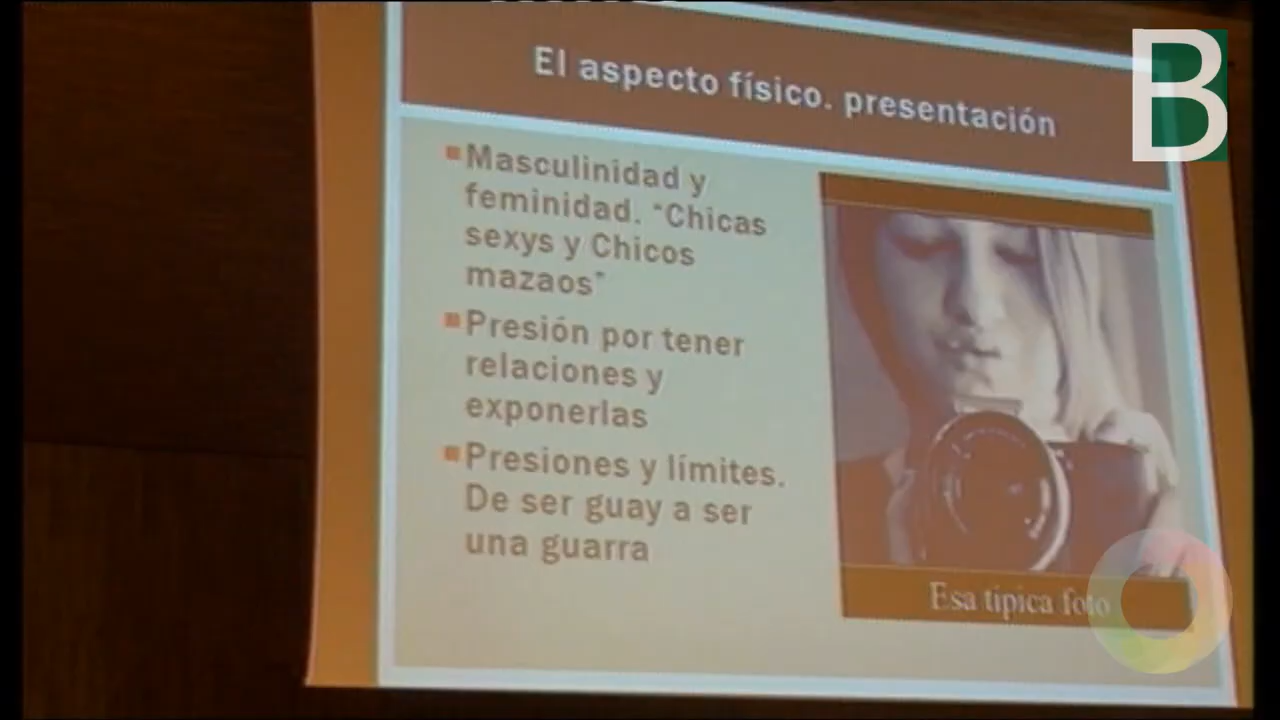 El aspecto físico. presentación
Masculinidad y
feminidad. "Chicas
sexys y Chicos
mazaos"
Presión por tener
relaciones y
exponerlas
Presiones y límites.
De ser guay a ser
una guarra
Esa típica foto
B